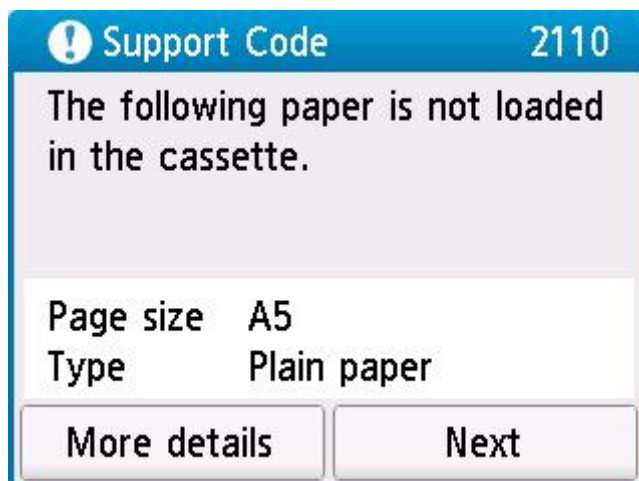 Support Code 2110
The following paper is not loaded
in the cassette.
Page size A5
Type Plain paper
More details Next